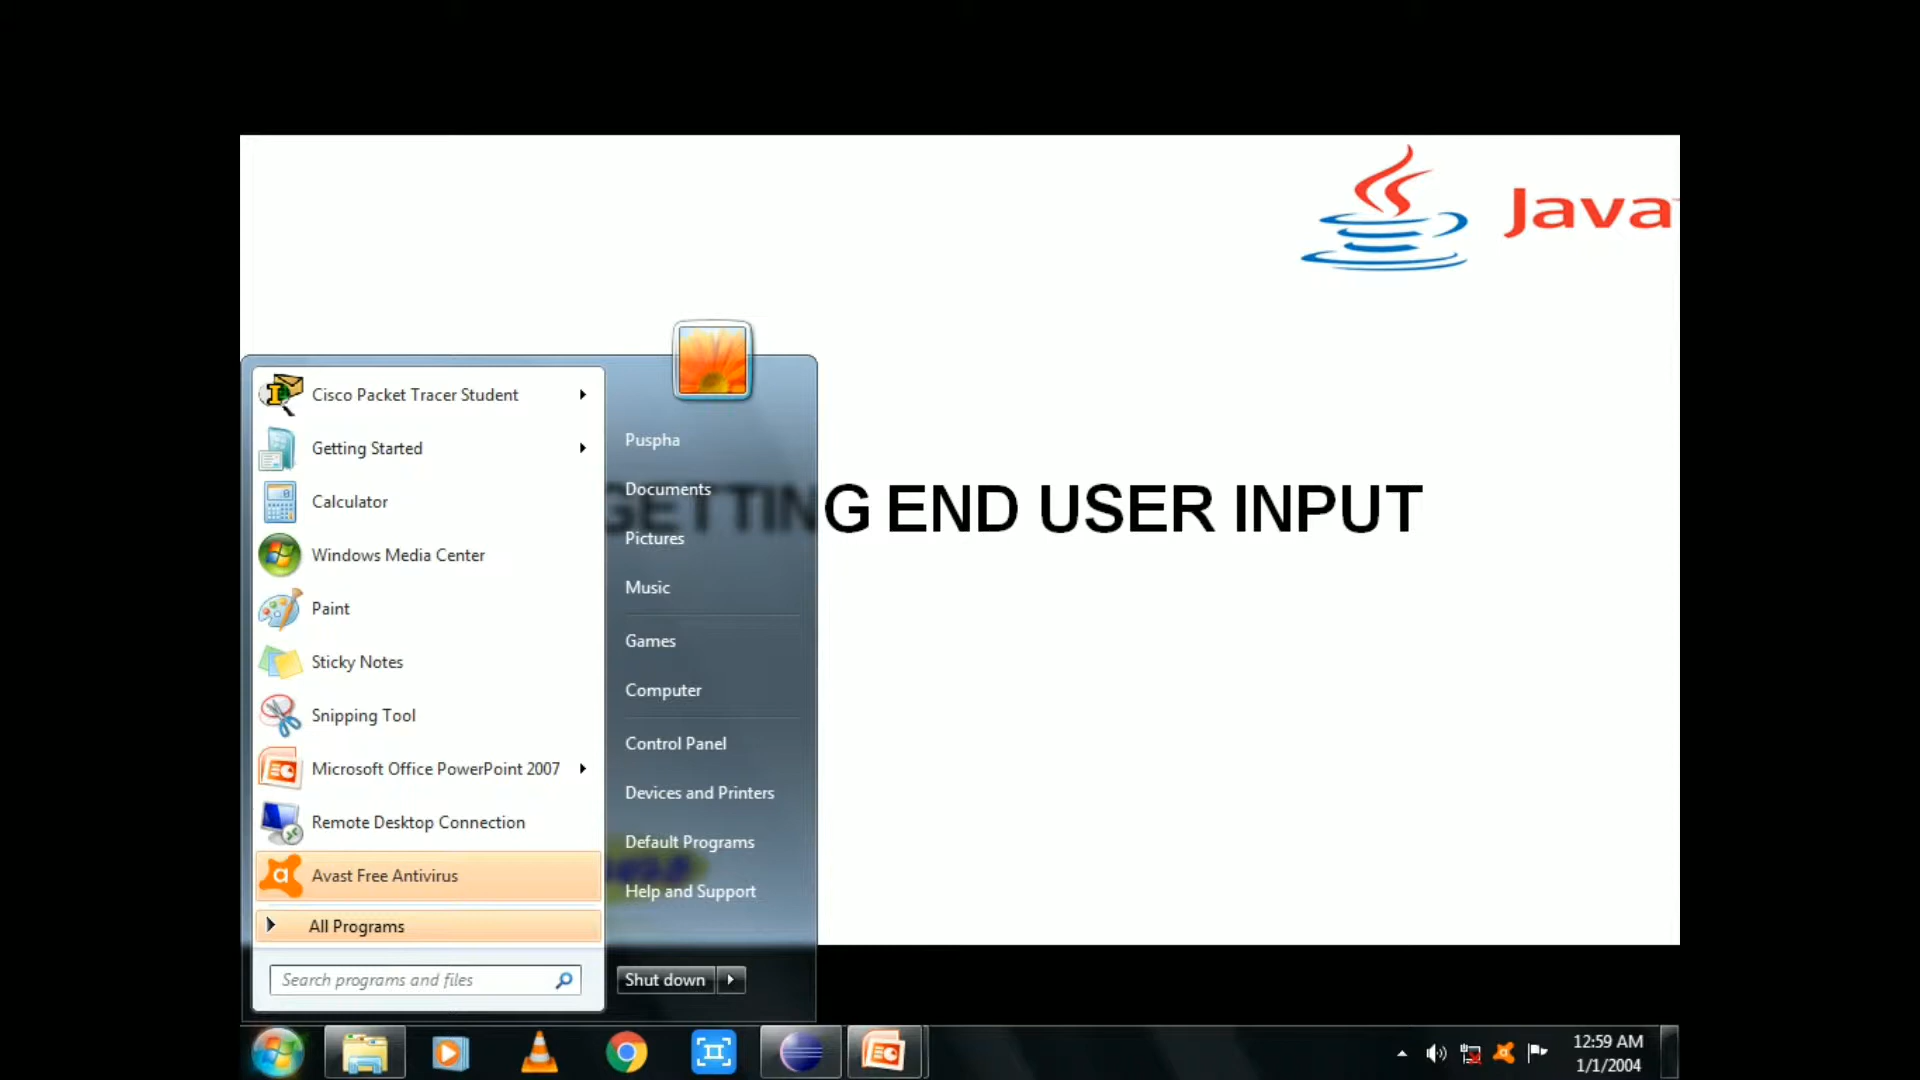 Java
GETTING END USER INPUT
Cisco Packet Tracer Student
Getting Started
Calculator
Windows Media Center
Paint
Sticky Notes
Snipping Tool
Microsoft Office PowerPoint 2007
Remote Desktop Connection
Avast Free Antivirus
All Programs
Search programs and files
Puspha
Documents
Pictures
Music
Games
Computer
Control Panel
Devices and Printers
Default Programs
Help and Support
Shut down
12:59 AM
1/1/2004